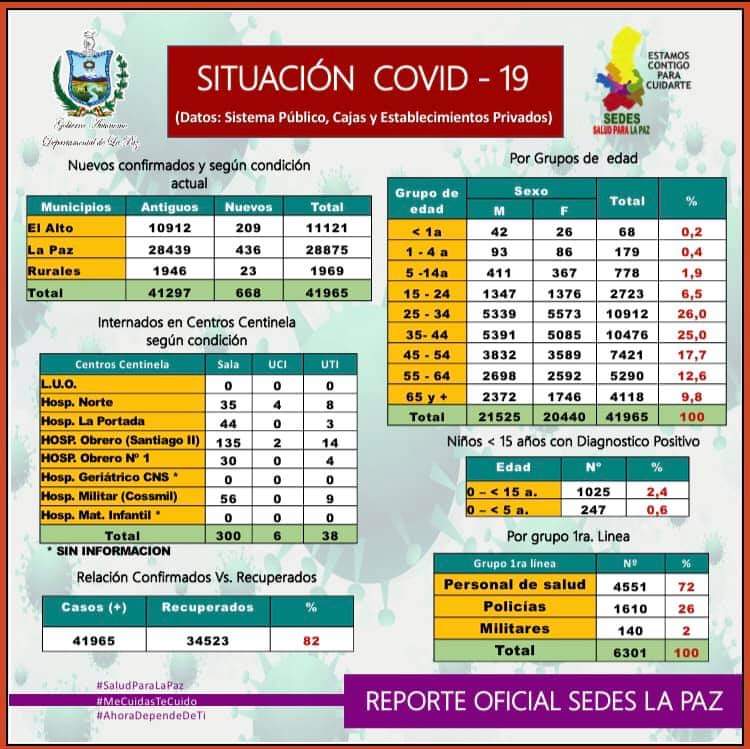 Gobierno Autónomo
Departamental de La Paz
SITUACIÓN COVID - 19
(Datos: Sistema Público, Cajas y Establecimientos Privados)
ESTAMOS
CONTIGO
PARA
CUIDARTE
SEDES
SALUD PARA LA PAZ
Nuevos confirmados y según condición
actual
Municipios Antiguos Nuevos Total
El Alto 10912 209 11121
La Paz 28439 436 28875
Rurales 1946 23 1969
Total 41297 668 41965
Internados en Centros Centinela
según condición
Centros Centinela Sala UCI UTI
L.U.O. 0 0 0
Hosp. Norte 35 4 8
Hosp. La Portada 44 0 3
HOSP. Obrero (Santiago II) 135 2 14
HOSP. Obrero Nº 1 30 0 4
Hosp. Geriátrico CNS * 0 0 0
Hosp. Militar (Cossmil) 56 0 9
Hosp. Mat. Infantil * 0 0 0
Total 300 6 38
* SIN INFORMACION
Relación Confirmados Vs. Recuperados
Casos (+) Recuperados %
41965 34523 82
Por Grupos de edad
Grupo de edad Sexo Total %
M F
< 1a 42 26 68 0,2
1 - 4 a 93 86 179 0,4
5 -14a 411 367 778 1,9
15 - 24 1347 1376 2723 6,5
25 - 34 5339 5573 10912 26,0
35- 44 5391 5085 10476 25,0
45 - 54 3832 3589 7421 17,7
55 - 64 2698 2592 5290 12,6
65 y + 2372 1746 4118 9,8
Total 21525 20440 41965 100
Niños < 15 años con Diagnostico Positivo
Edad Nº %
0 – < 15 a. 1025 2,4
0 – < 5 a. 247 0,6
Por grupo 1ra. Linea
Grupo 1ra línea Nº %
Personal de salud 4551 72
Policías 1610 26
Militares 140 2
Total 6301 100
#SaludParaLaPaz
#MeCuidasTeCuido
#AhoraDependeDeTi
REPORTE OFICIAL SEDES LA PAZ